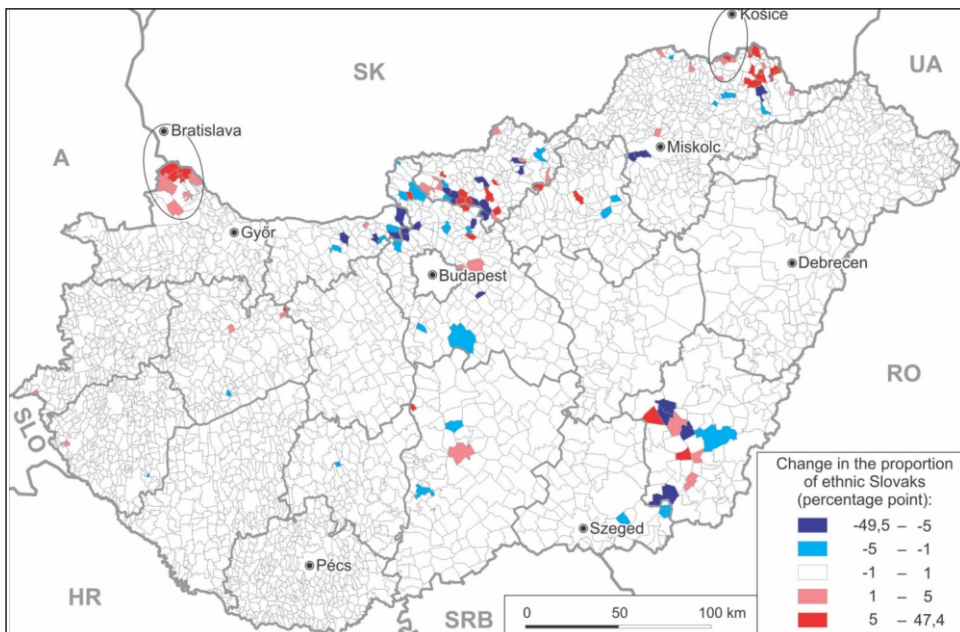 Košice
SK
UA
Bratislava
A
Miskolc
Győr
Debrecen
Budapest
RO
SLO
Szeged
Pécs
HR
SRB
0 50 100 km
Change in the proportion
of ethnic Slovaks
(percentage point):
-49,5 – -5
-5 – -1
-1 – 1
1 – 5
5 – 47,4